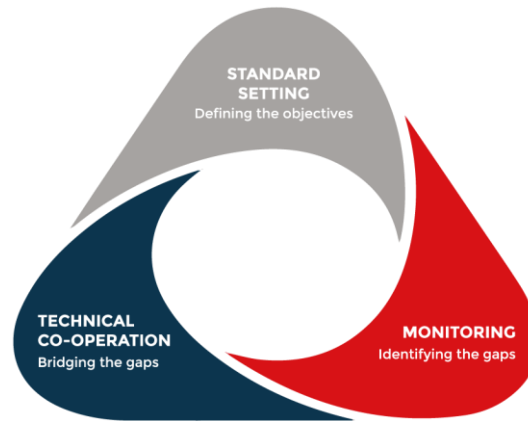 STANDARD
SETTING
Defining the objectives
TECHNICAL
CO-OPERATION
Bridging the gaps
MONITORING
Identifying the gaps